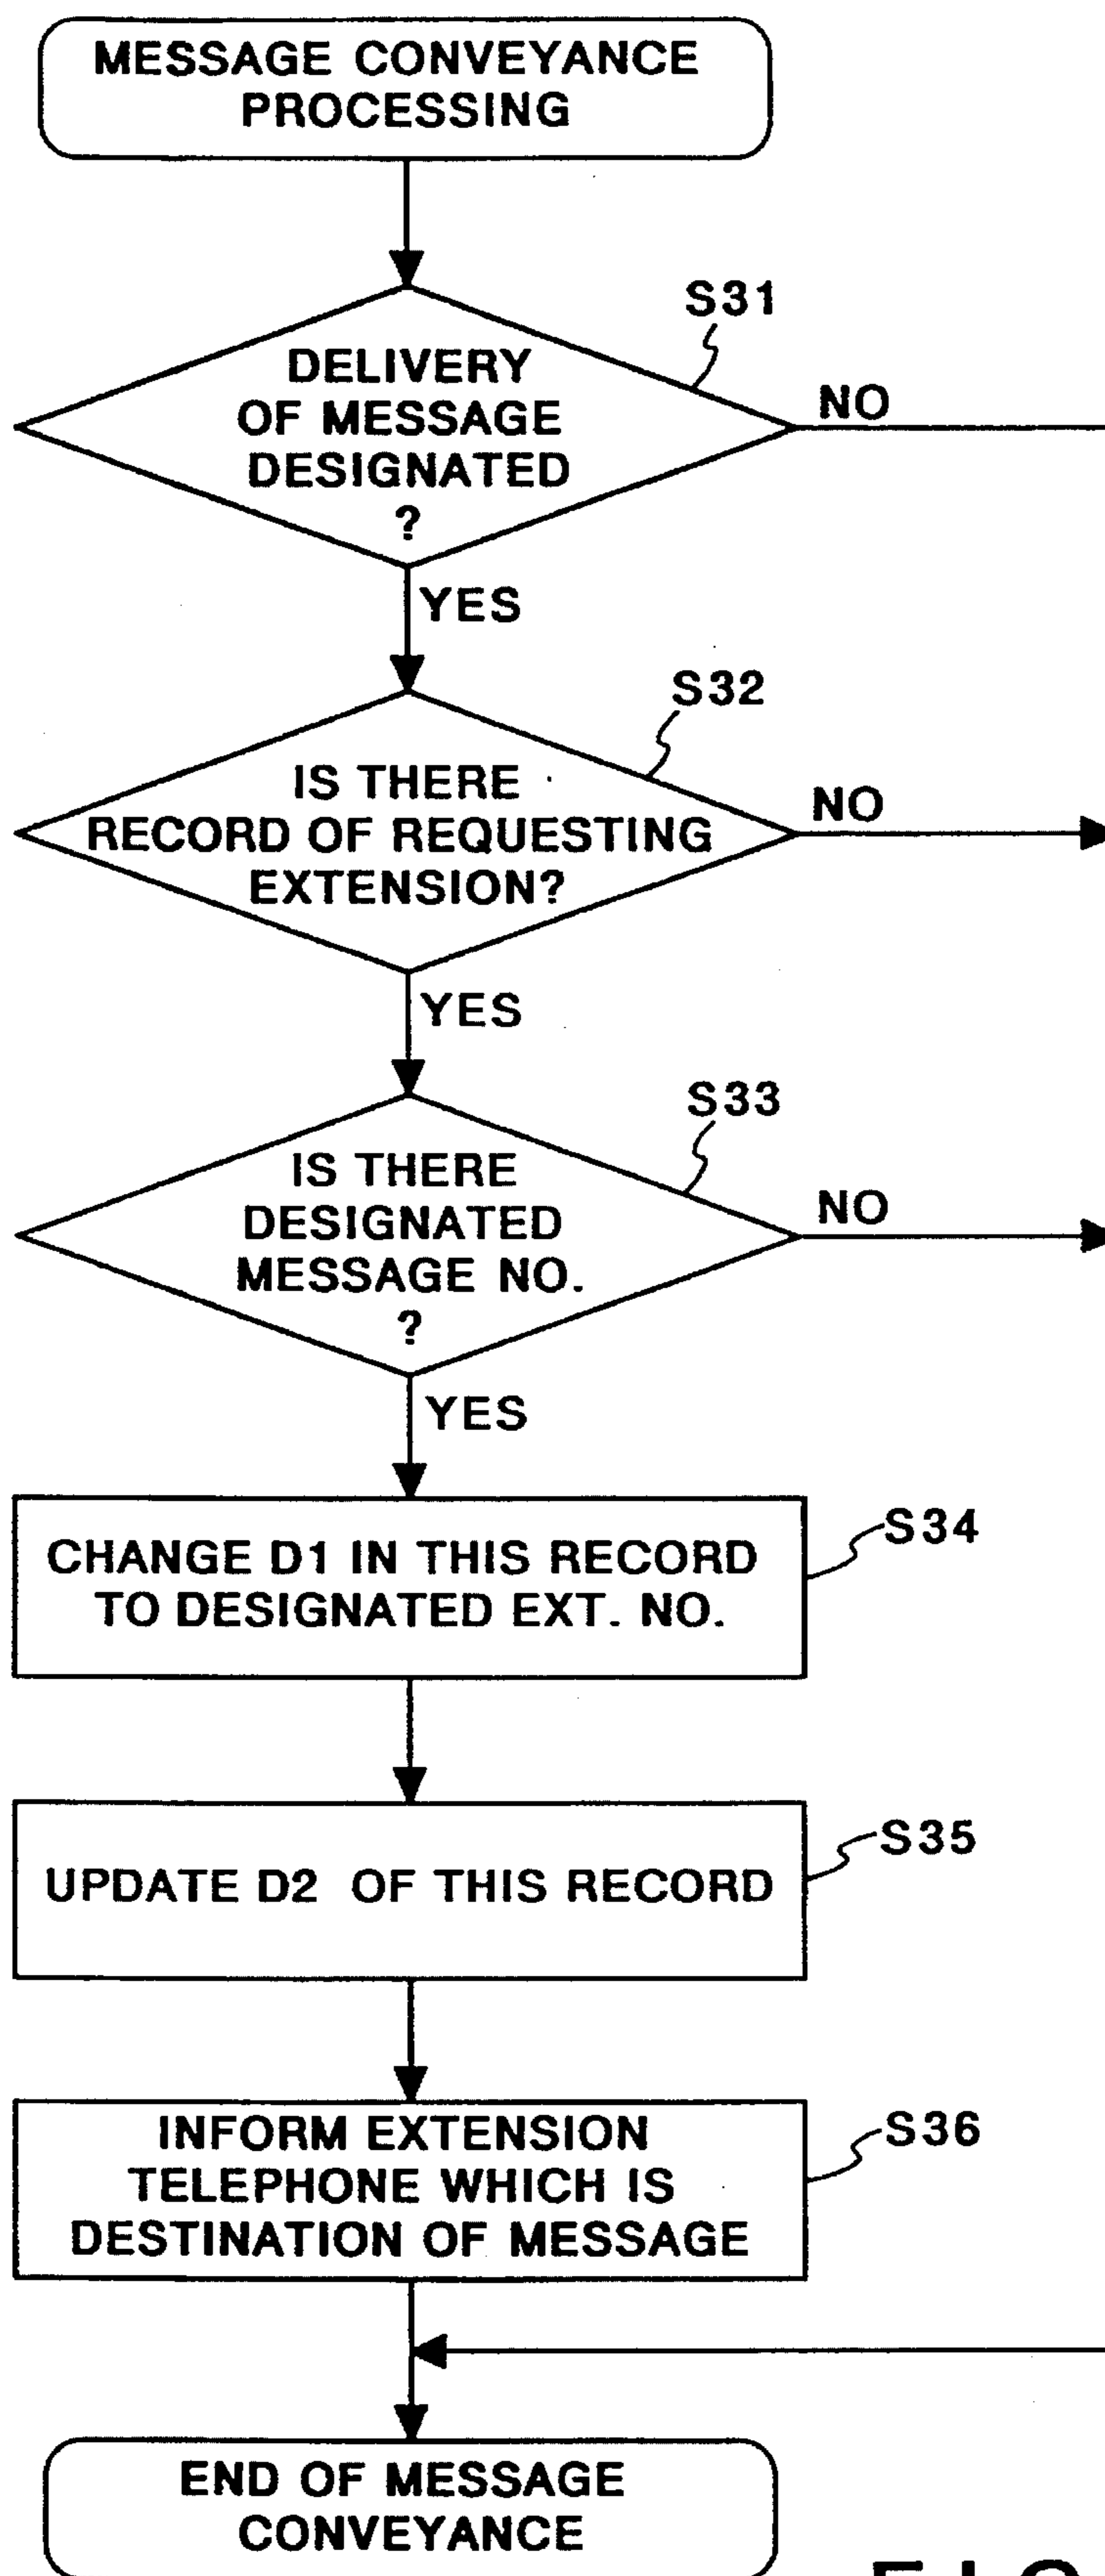 MESSAGE CONVEYANCE
PROCESSING
S31
DELIVERY
OF MESSAGE
DESIGNATED
?
NO
YES
S32
IS THERE
RECORD OF REQUESTING
EXTENSION?
NO
YES
S33
IS THERE
DESIGNATED
MESSAGE NO.
?
NO
YES
S34
CHANGE D1 IN THIS RECORD
TO DESIGNATED EXT. NO.
S35
UPDATE D2 OF THIS RECORD
S36
INFORM EXTENSION
TELEPHONE WHICH IS
DESTINATION OF MESSAGE
END OF MESSAGE
CONVEYANCE